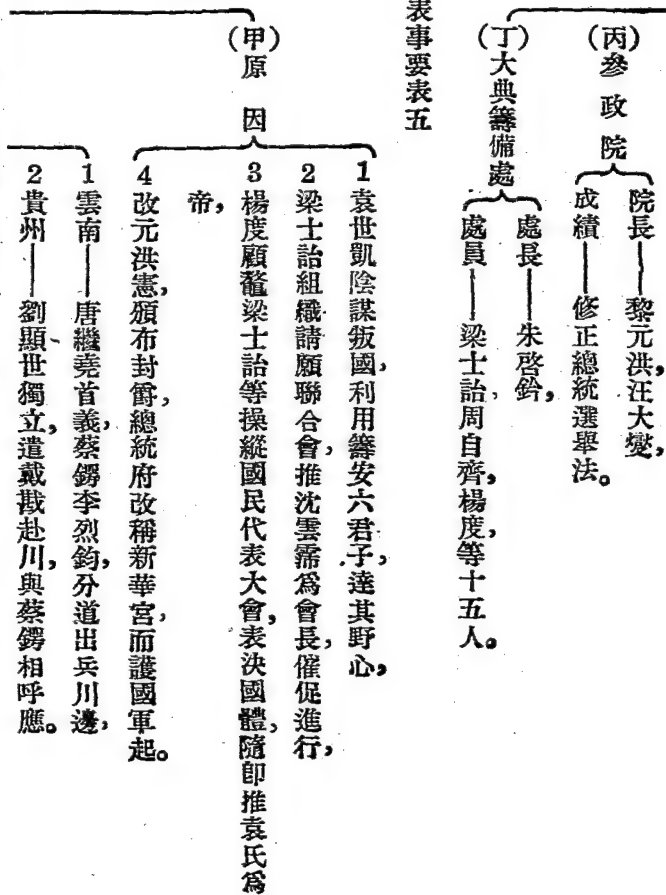 (丙)參政院
院長——黎元洪,汪大燮,
成績——修正總統選舉法。
(丁)大典籌備處
處長——朱啓鈐,
處員——梁士詒,周自齊,楊度,等十五人。
表事要表五
(甲)原因
1 袁世凱陰謀叛國,利用籌安六君子,達其野心,
2 梁士詒組織請願聯合會,推沈雲霈爲會長,催促進行,
3 楊度顧鼇梁士詒等操縱國民代表大會,表決國體,隨即推袁氏爲
帝,
4 改元洪憲,頒布封爵,總統府改稱新華宮,而護國軍起。
1 雲南——唐繼堯首義,蔡鍔李烈鈞,分道出兵川邊,
2 貴州——劉顯世獨立,遣戴戡赴川,與蔡鍔相呼應。